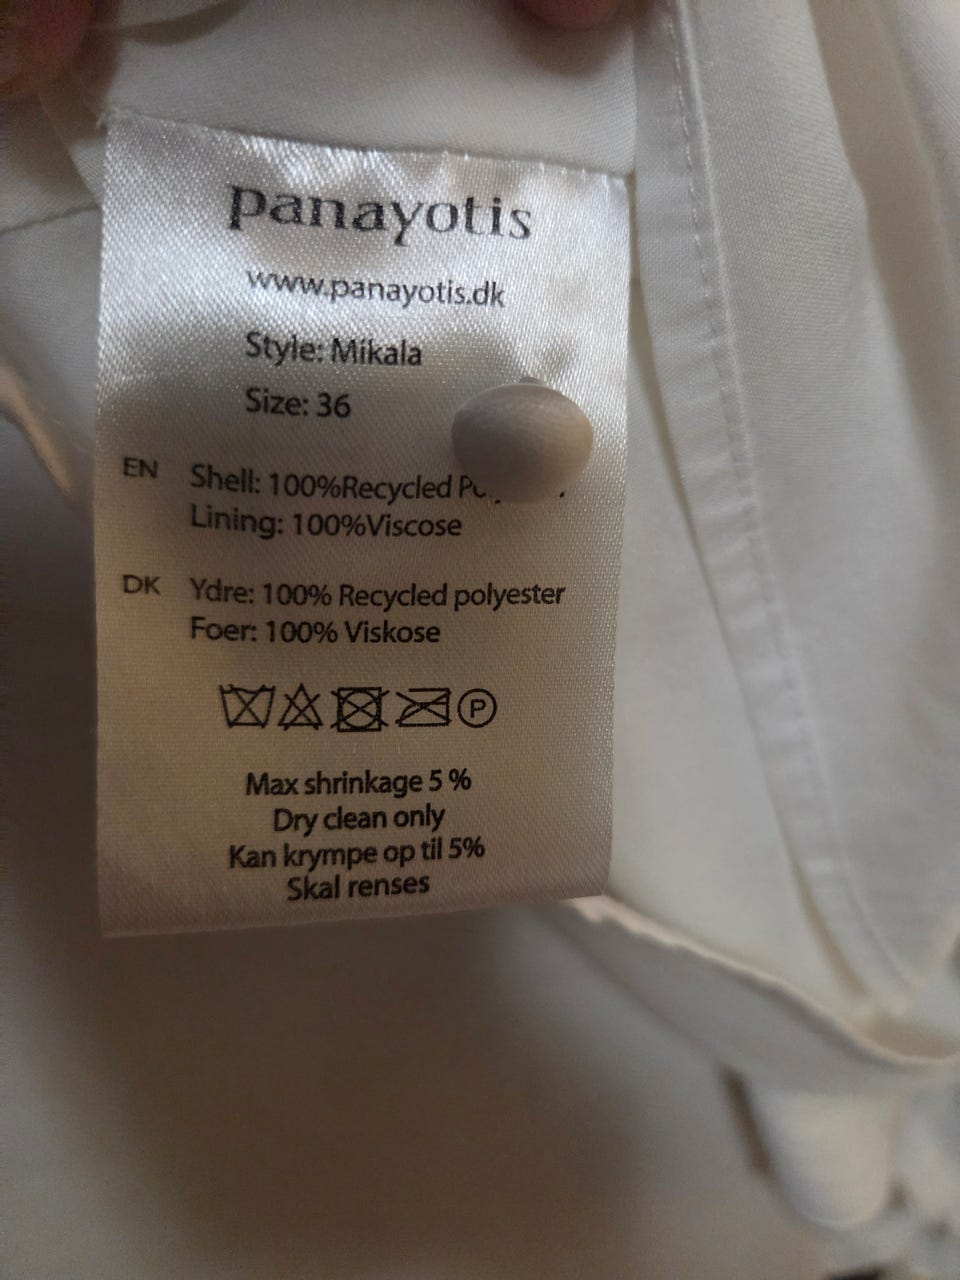 panayotis
www.panayotis.dk
Style: Mikala
Size: 36
EN Shell: 100%Recycled
Lining: 100%Viscose
DK Ydre: 100% Recycled polyester
Foer: 100% Viskose
P
Max shrinkage 5 %
Dry clean only
Kan krympe op til 5%
Skal renses